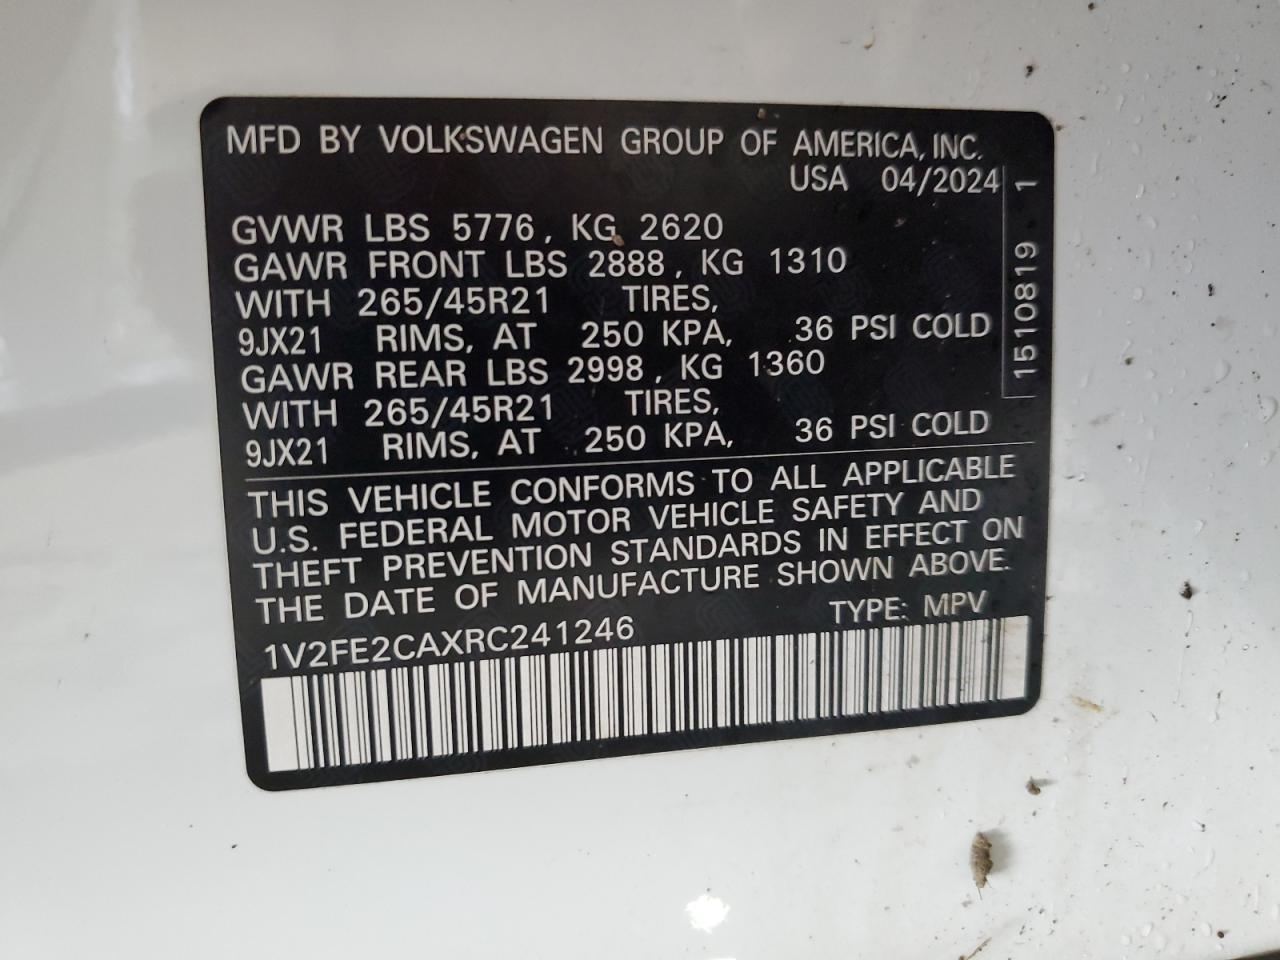 MFD BY VOLKSWAGEN GROUP OF AMERICA, INC.
USA 04/2024
GVWR LBS 5776, KG 2620
GAWR FRONT LBS 2888, KG 1310
WITH 265/45R21 TIRES,
9JX21 RIMS, AT 250 KPA, 36 PSI COLD
GAWR REAR LBS 2998, KG 1360
WITH 265/45R21 TIRES,
9JX21 RIMS, AT 250 KPA, 36 PSI COLD
1510819 1
THIS VEHICLE CONFORMS TO ALL APPLICABLE
U.S. FEDERAL MOTOR VEHICLE SAFETY AND
THEFT PREVENTION STANDARDS IN EFFECT ON
THE DATE OF MANUFACTURE SHOWN ABOVE.
1V2FE2CAXRC241246 TYPE: MPV